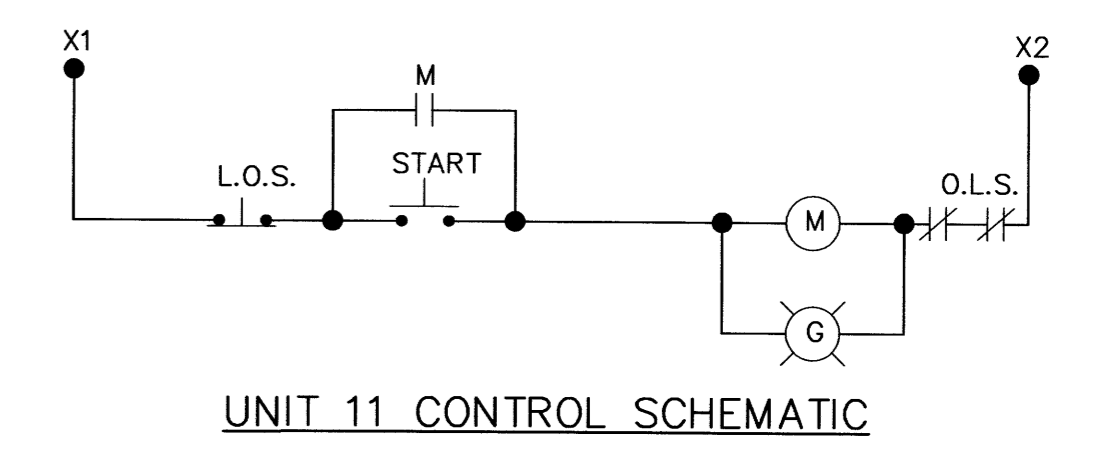 X1
X2
M
START
L.O.S.
O.L.S.
M
G
UNIT 11 CONTROL SCHEMATIC